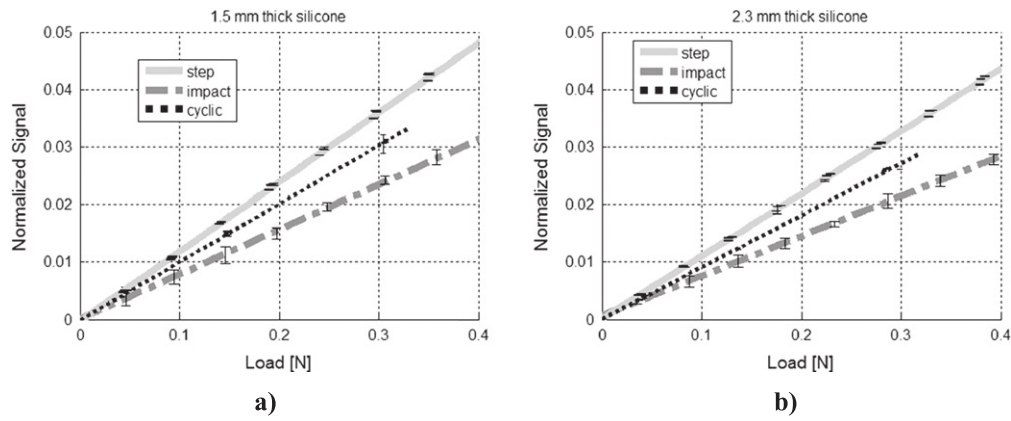 1.5 mm thick silicone
0.05
0.04
0.03
0.02
0.01
0
Normalized Signal
step
impact
cyclic
0 0.1 0.2 0.3 0.4
Load [N]
a)
2.3 mm thick silicone
0.05
0.04
0.03
0.02
0.01
0
Normalized Signal
step
impact
cyclic
0 0.1 0.2 0.3 0.4
Load [N]
b)